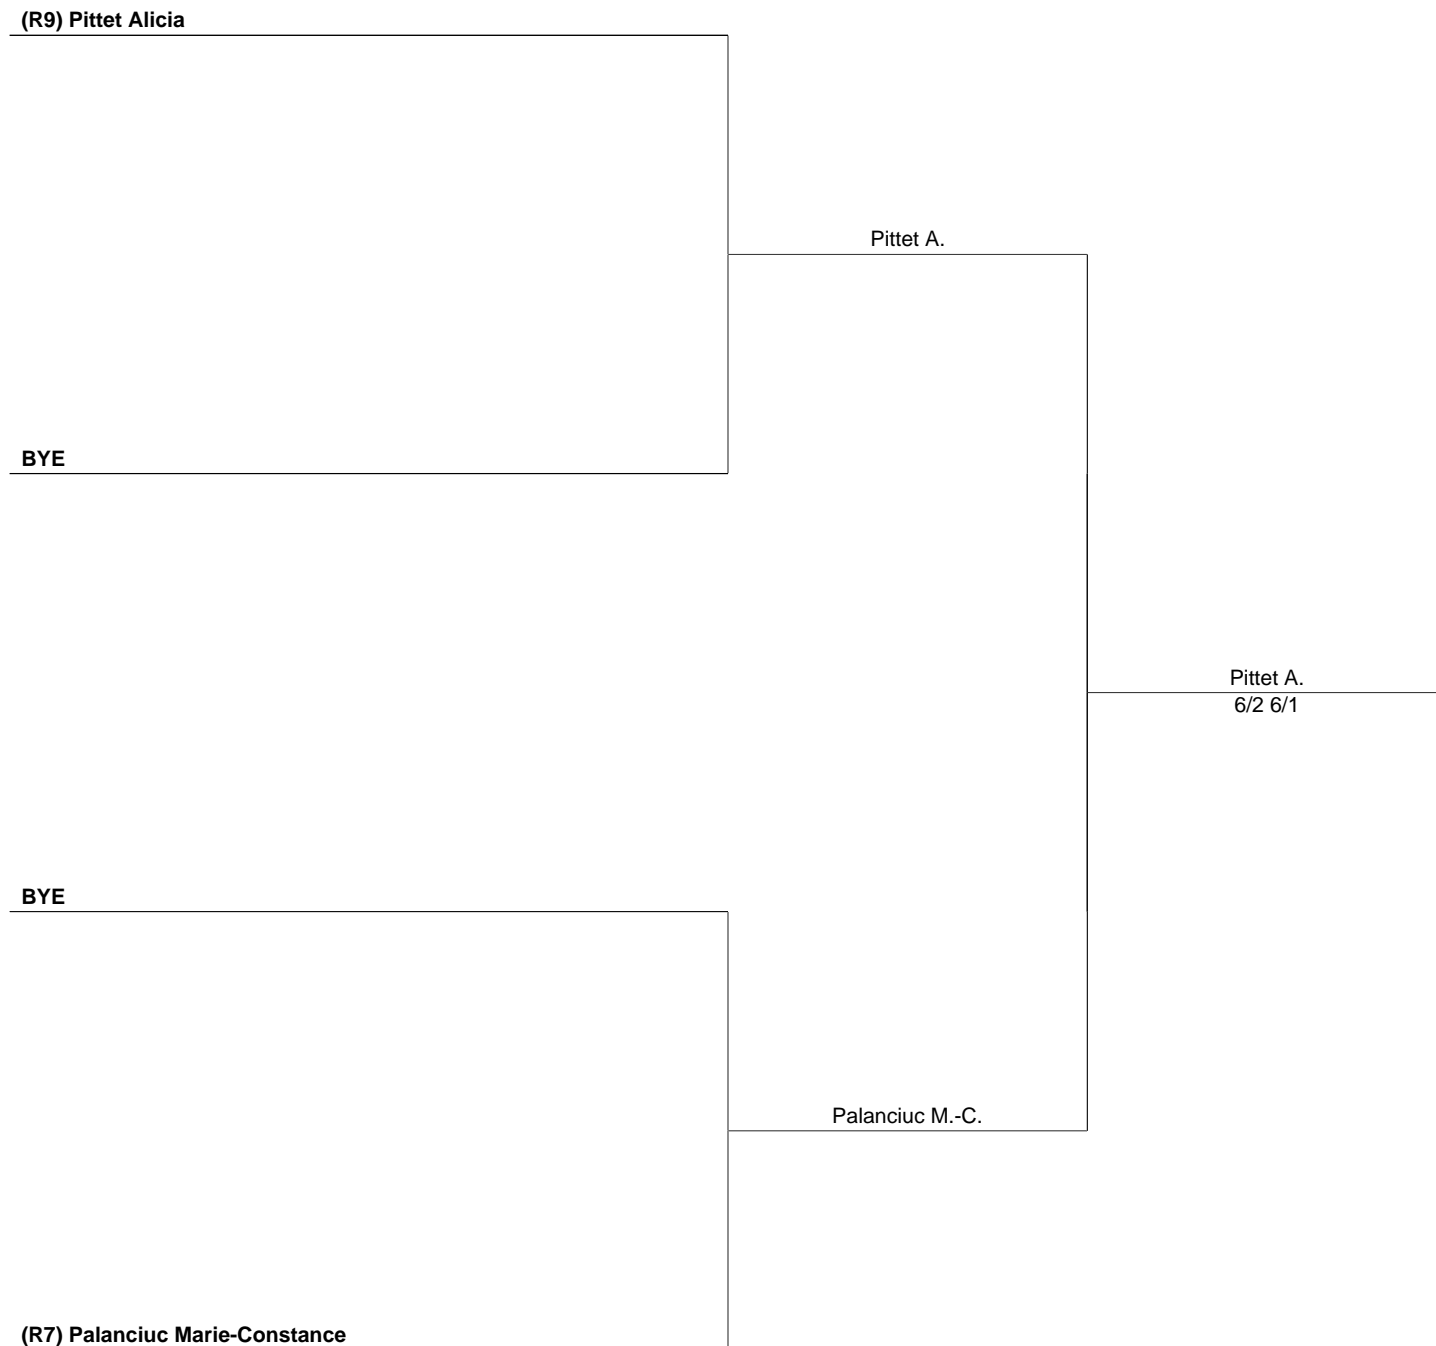 (R9) Pittet Alicia
Pittet A.
BYE
Pittet A.
6/2 6/1
BYE
Palanciuc M.-C.
(R7) Palanciuc Marie-Constance